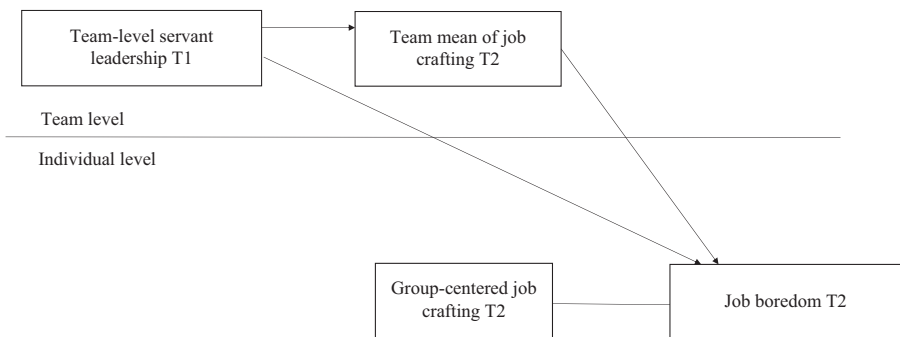 Team-level servant
leadership T1
Team mean of job
crafting T2
Team level
Individual level
Group-centered job
crafting T2
Job boredom T2